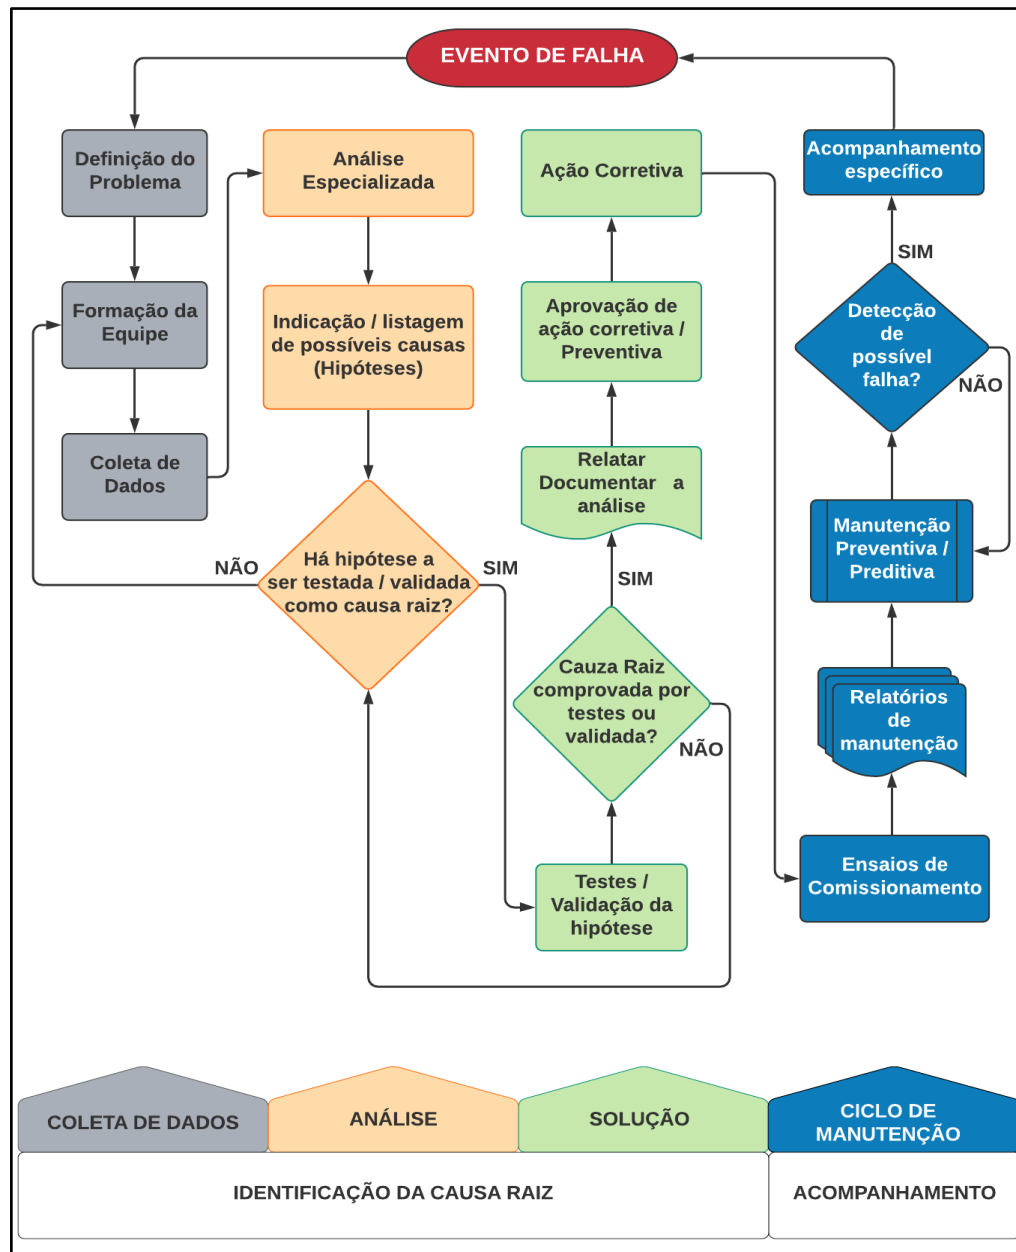 EVENTO DE FALHA
Definição do
Problema
Formação da
Equipe
Coleta de
Dados
Análise
Especializada
Indicação / listagem
de possíveis causas
(Hipóteses)
Há hipótese a
ser testada / validada
como causa raiz?
NÃO
SIM
Ação Corretiva
Aprovação de
ação corretiva /
Preventiva
Relatar
Documentar a
análise
SIM
Cauza Raiz
comprovada por
testes ou
validada?
NÃO
Testes /
Validação da
hipótese
Acompanhamento
específico
SIM
Detecção
de
possível
falha?
NÃO
Manutenção
Preventiva /
Preditiva
Relatórios
de
manutenção
Ensaios de
Comissionamento
COLETA DE DADOS
ANÁLISE
SOLUÇÃO
CICLO DE
MANUTENÇÃO
IDENTIFICAÇÃO DA CAUSA RAIZ
ACOMPANHAMENTO